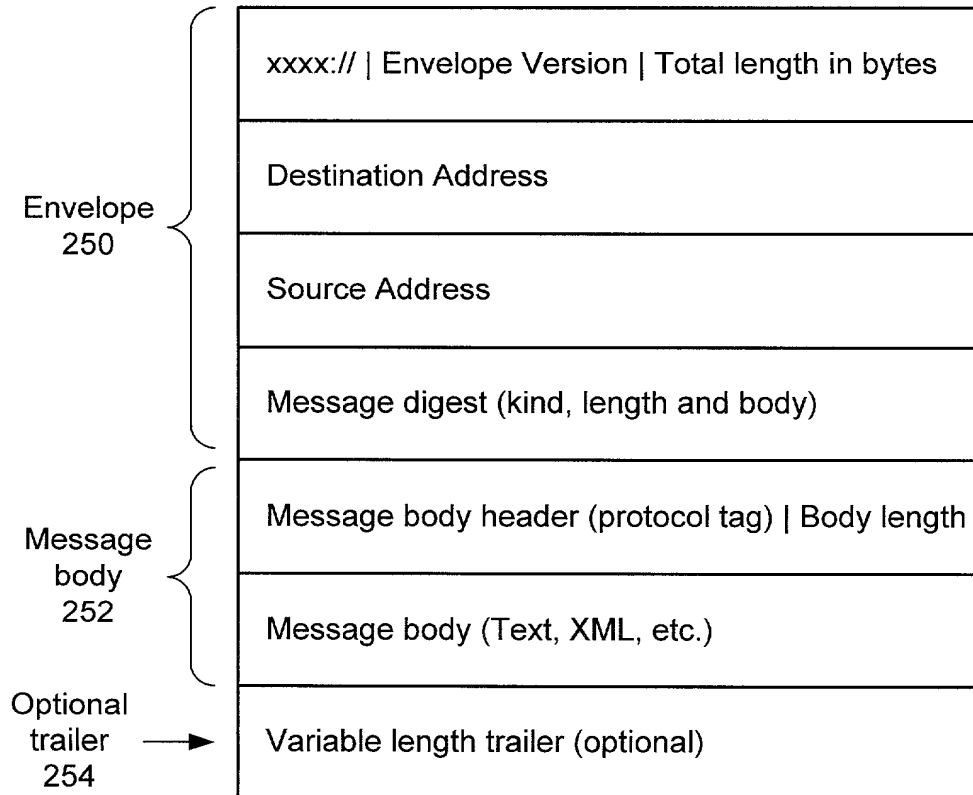 xxxx:// | Envelope Version | Total length in bytes
Destination Address
Envelope
250
Source Address
Message digest (kind, length and body)
Message body header (protocol tag) | Body length
Message
body
252
Message body (Text, XML, etc.)
Optional
trailer
254
Variable length trailer (optional)